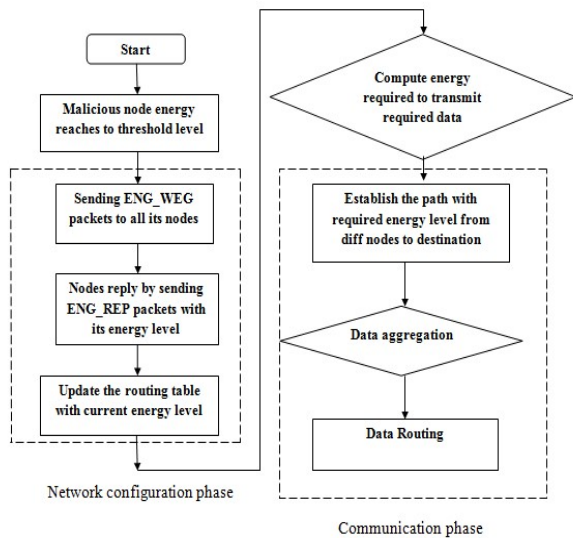 Start
Malicious node energy
reaches to threshold level
Sending ENG_WEG
packets to all its nodes
Nodes reply by sending
ENG_REP packets with
its energy level
Update the routing table
with current energy level
Network configuration phase
Compute energy
required to transmit
required data
Establish the path with
required energy level from
diff nodes to destination
Data aggregation
Data Routing
Communication phase